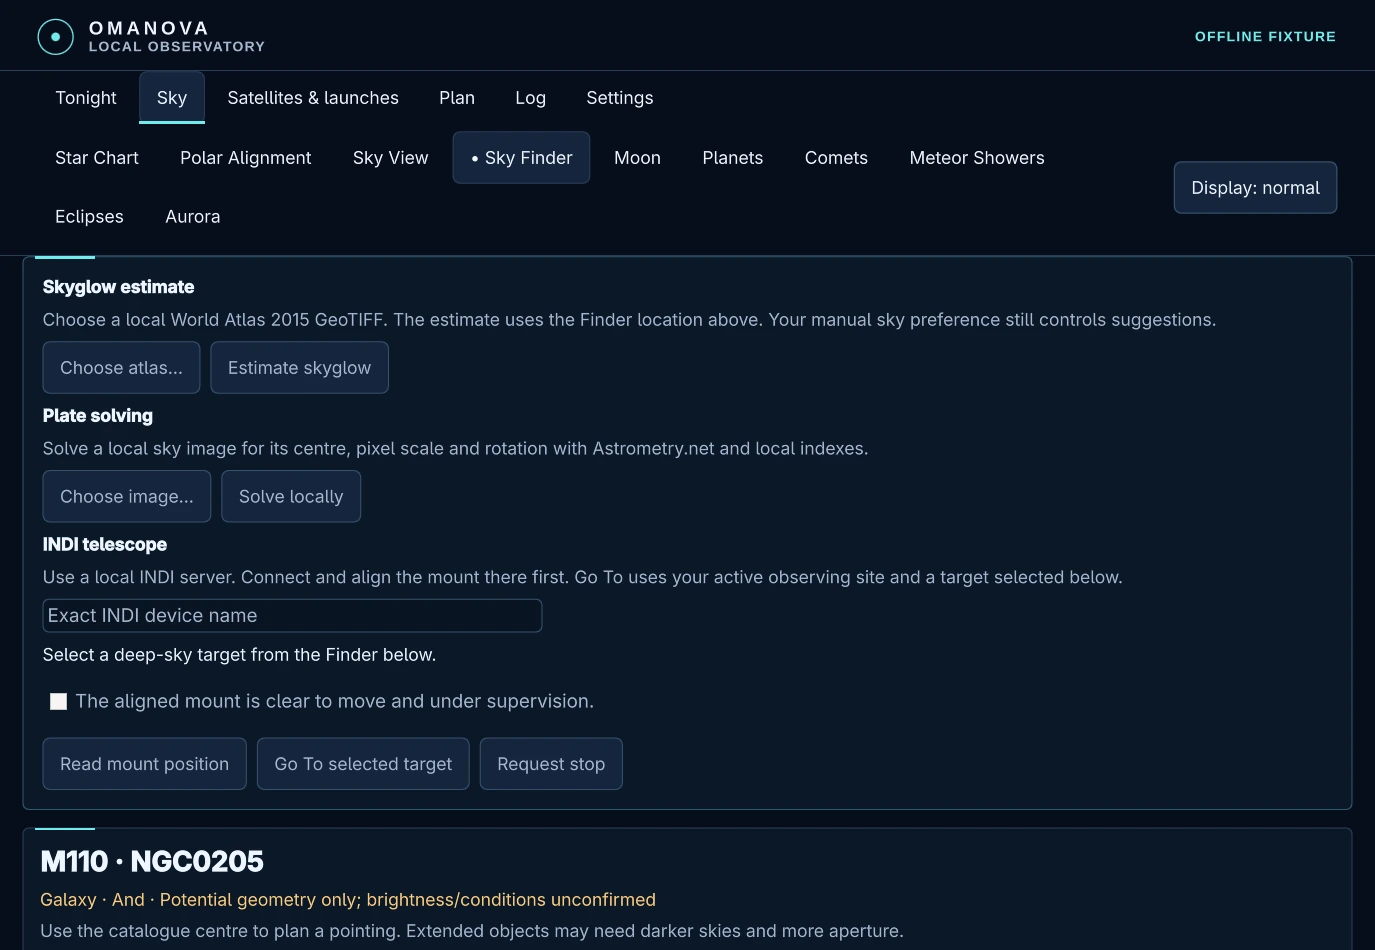 OMANOVA
LOCAL OBSERVATORY
OFFLINE FIXTURE
Tonight Sky Satellites & launches Plan Log Settings
Star Chart Polar Alignment Sky View • Sky Finder Moon Planets Comets Meteor Showers
Display: normal
Eclipses Aurora
Skyglow estimate
Choose a local World Atlas 2015 GeoTIFF. The estimate uses the Finder location above. Your manual sky preference still controls suggestions.
Choose atlas... Estimate skyglow
Plate solving
Solve a local sky image for its centre, pixel scale and rotation with Astrometry.net and local indexes.
Choose image... Solve locally
INDI telescope
Use a local INDI server. Connect and align the mount there first. Go To uses your active observing site and a target selected below.
Exact INDI device name
Select a deep-sky target from the Finder below.
The aligned mount is clear to move and under supervision.
Read mount position Go To selected target Request stop
M110 · NGC0205
Galaxy · And · Potential geometry only; brightness/conditions unconfirmed
Use the catalogue centre to plan a pointing. Extended objects may need darker skies and more aperture.